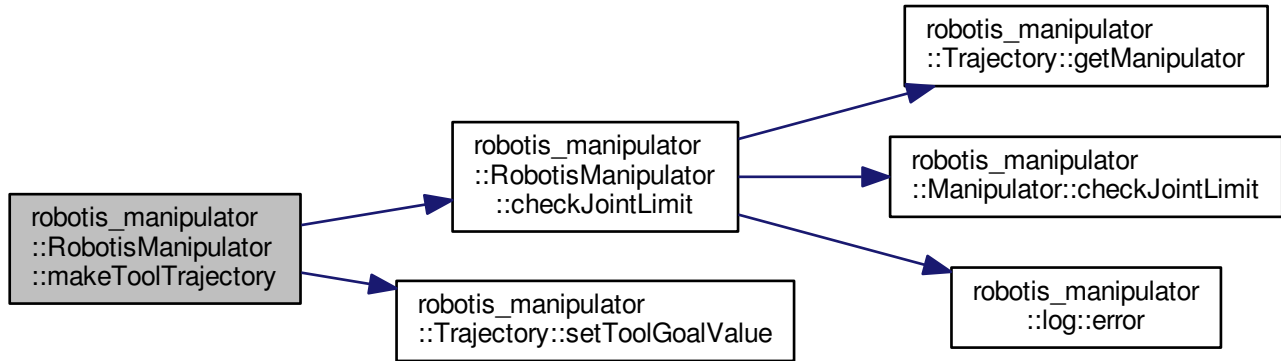 robotis_manipulator
::RobotisManipulator
::makeToolTrajectory
robotis_manipulator
::RobotisManipulator
::checkJointLimit
robotis_manipulator
::Trajectory::setToolGoalValue
robotis_manipulator
::Trajectory::getManipulator
robotis_manipulator
::Manipulator::checkJointLimit
robotis_manipulator
::log::error